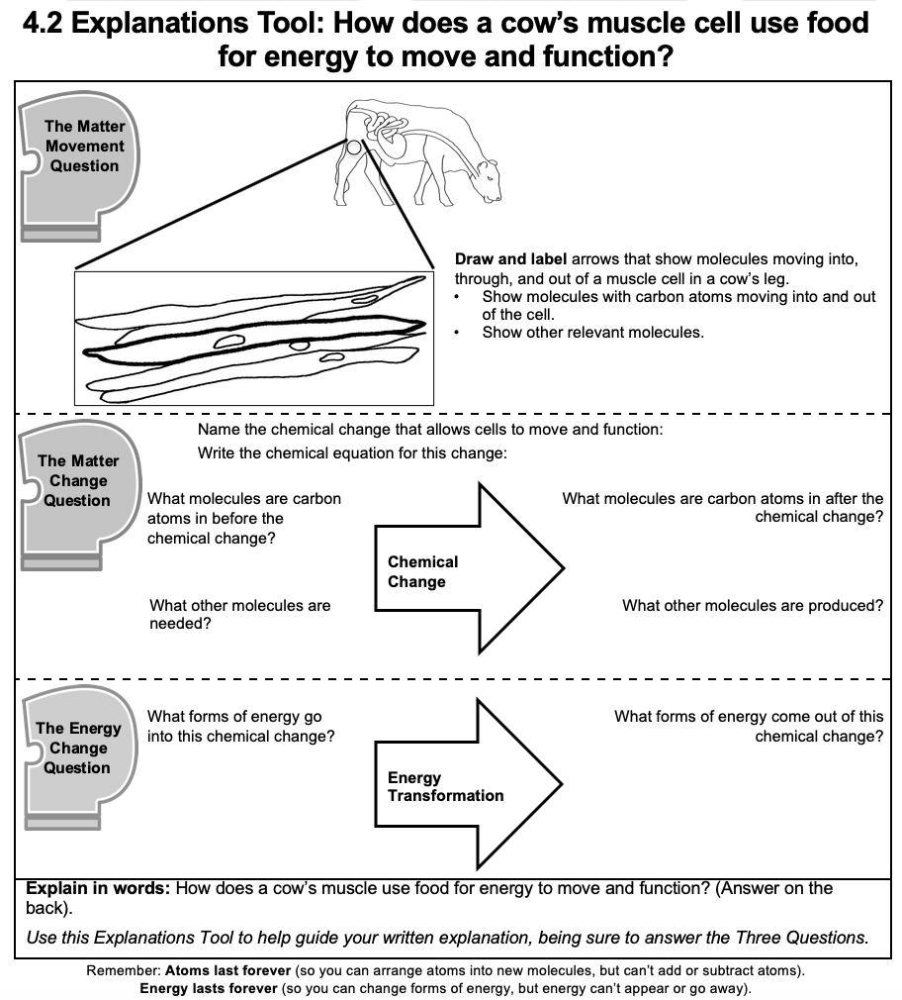 4.2 Explanations Tool: How does a cow's muscle cell use food
for energy to move and function?
The Matter
Movement
Question
Draw and label arrows that show molecules moving into,
through, and out of a muscle cell in a cow's leg.
• Show molecules with carbon atoms moving into and out
of the cell.
• Show other relevant molecules.
The Matter
Change
Question
Name the chemical change that allows cells to move and function:
Write the chemical equation for this change:
What molecules are carbon
atoms in before the
chemical change?
What other molecules are
needed?
Chemical
Change
What molecules are carbon atoms in after the
chemical change?
What other molecules are produced?
The Energy
Change
Question
What forms of energy go
into this chemical change?
Energy
Transformation
What forms of energy come out of this
chemical change?
Explain in words: How does a cow's muscle use food for energy to move and function? (Answer on the
back).
Use this Explanations Tool to help guide your written explanation, being sure to answer the Three Questions.
Remember: Atoms last forever (so you can arrange atoms into new molecules, but can't add or subtract atoms).
Energy lasts forever (so you can change forms of energy, but energy can't appear or go away).